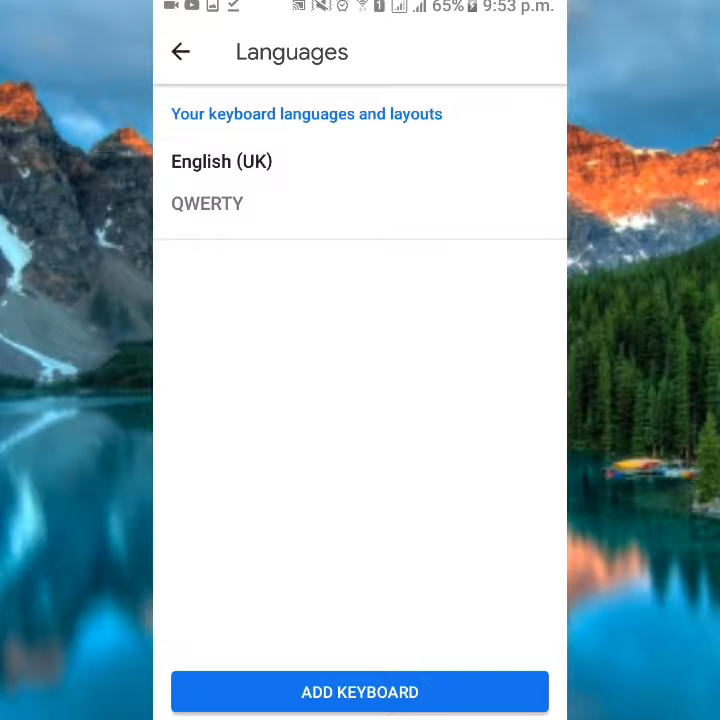 65% 9:53 p.m.
Languages
Your keyboard languages and layouts
English (UK)
QWERTY
ADD KEYBOARD